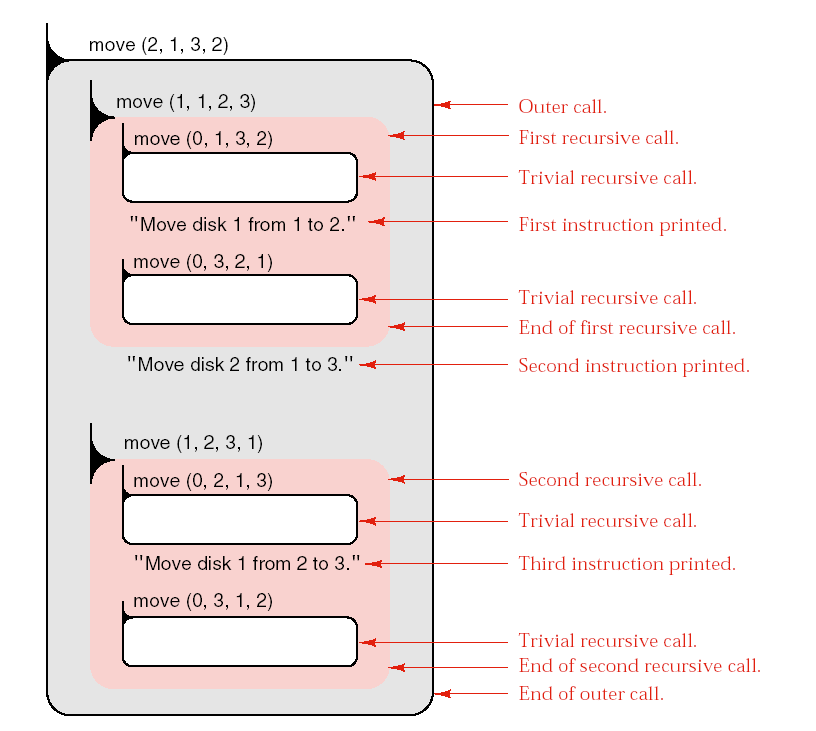 move (2, 1, 3, 2)
move (1, 1, 2, 3)
Outer call.
move (0, 1, 3, 2)
First recursive call.
Trivial recursive call.
"Move disk 1 from 1 to 2."
First instruction printed.
move (0, 3, 2, 1)
Trivial recursive call.
End of first recursive call.
"Move disk 2 from 1 to 3."
Second instruction printed.
move (1, 2, 3, 1)
move (0, 2, 1, 3)
Second recursive call.
Trivial recursive call.
"Move disk 1 from 2 to 3."
Third instruction printed.
move (0, 3, 1, 2)
Trivial recursive call.
End of second recursive call.
End of outer call.